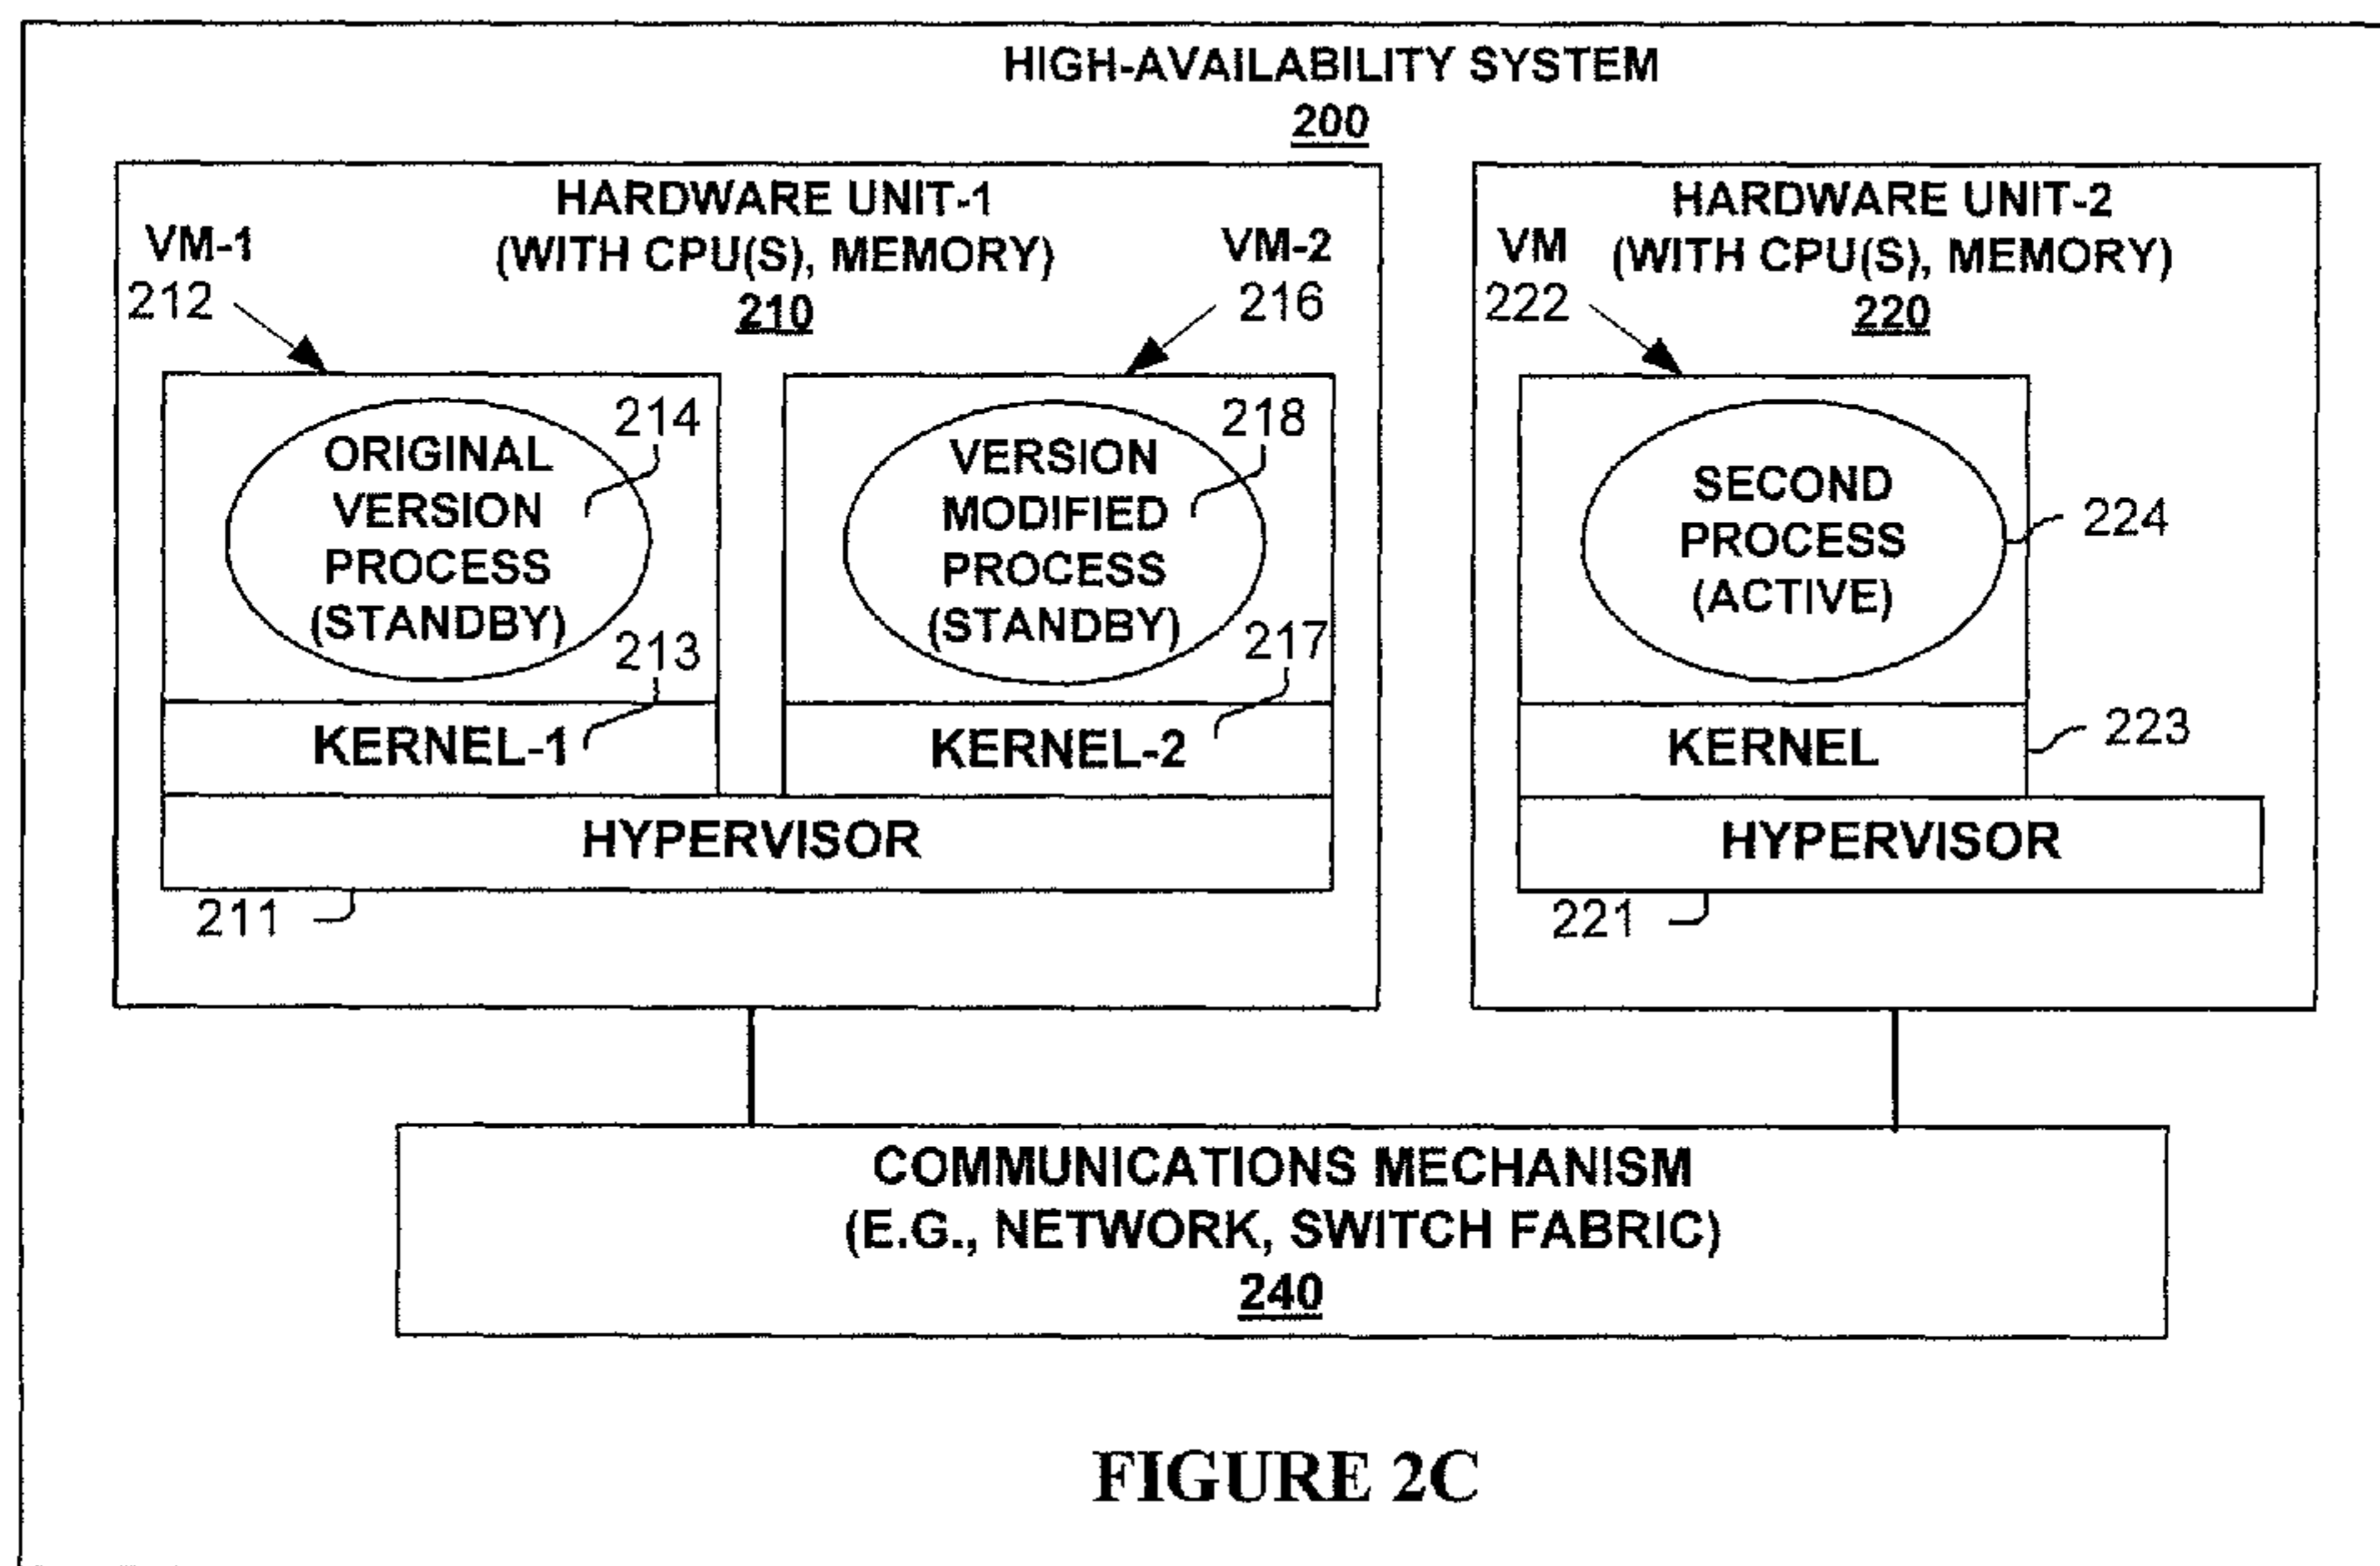 HIGH-AVAILABILITY SYSTEM
200
HARDWARE UNIT-1
(WITH CPU(S), MEMORY)
210
VM-1
212
VM-2
216
ORIGINAL
VERSION
PROCESS
(STANDBY)
214
213
KERNEL-1
VERSION
MODIFIED
PROCESS
(STANDBY)
218
217
KERNEL-2
HYPERVISOR
211
HARDWARE UNIT-2
(WITH CPU(S), MEMORY)
220
VM
222
SECOND
PROCESS
(ACTIVE)
224
KERNEL
223
HYPERVISOR
221
COMMUNICATIONS MECHANISM
(E.G., NETWORK, SWITCH FABRIC)
240
FIGURE 2C